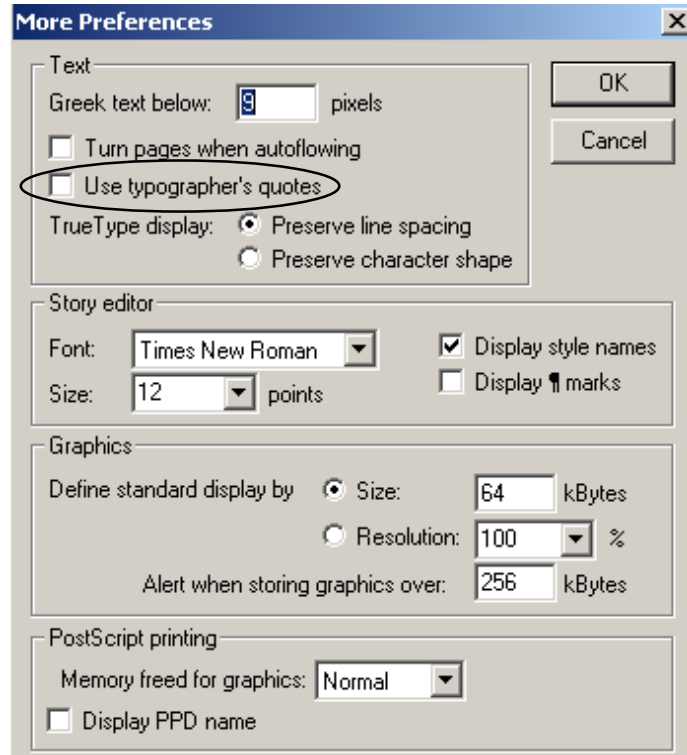 More Preferences
Text
Greek text below: 9 pixels
OK
Turn pages when autoflowing
Cancel
Use typographer's quotes
TrueType display: Preserve line spacing
Preserve character shape
Story editor
Font: Times New Roman
Display style names
Size: 12 points
Display ¶ marks
Graphics
Define standard display by Size: 64 kBytes
Resolution: 100 %
Alert when storing graphics over: 256 kBytes
PostScript printing
Memory freed for graphics: Normal
Display PPD name